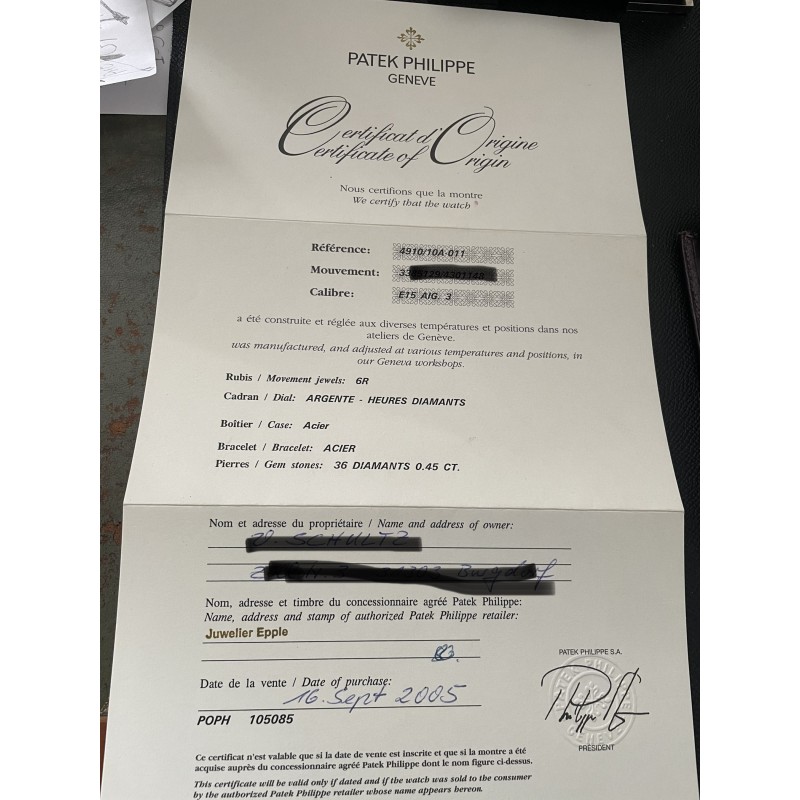 PATEK PHILIPPE
GENEVE
Certificat d'Origine
Certificate of Origin
Nous certifions que la montre
We certify that the watch
Référence: 4910/10A-011
Mouvement: 33
Calibre: E15 AIG. 3
a été construite et réglée aux diverses températures et positions dans nos
ateliers de Genève.
was manufactured, and adjusted at various temperatures and positions, in
our Geneva workshops.
Rubis / Movement jewels: 6R
Cadran / Dial: ARGENTE - HEURES DIAMANTS
Boîtier / Case: Acier
Bracelet / Bracelet: ACIER
Pierres / Gem stones: 36 DIAMANTS 0.45 CT.
Nom et adresse du propriétaire / Name and address of owner:
SCHULTZ
Burgdorf
Nom, adresse et timbre du concessionnaire agréé Patek Philippe:
Name, address and stamp of authorized Patek Philippe retailer:
Juwelier Epple
Date de la vente / Date of purchase:
16. Sept 2005
POPH 105085
PATEK PHILIPPE S.A.
PRÉSIDENT
Ce certificat n'est valable que si la date de vente est inscrite et que si la montre a été
acquise auprès du concessionnaire agréé Patek Philippe dont le nom figure ci-dessus.
This certificate will be valid only if dated and if the watch was sold to the consumer
by the authorized Patek Philippe retailer whose name appears hereon.